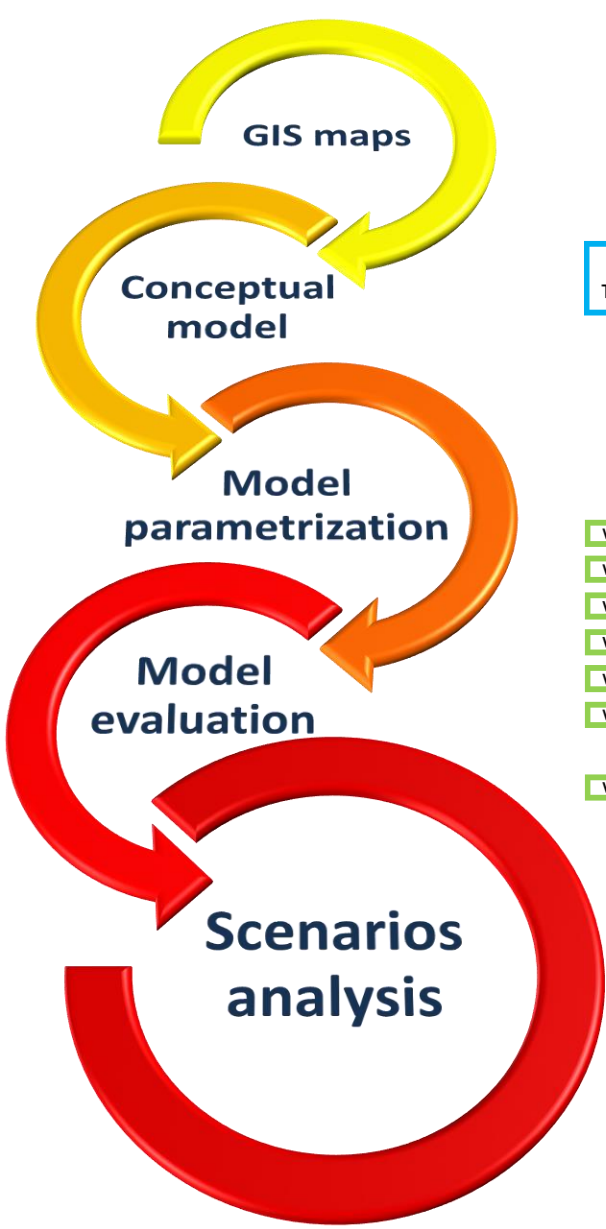 GIS maps
Conceptual
model
Model
parametrization
Model
evaluation
Scenarios
analysis